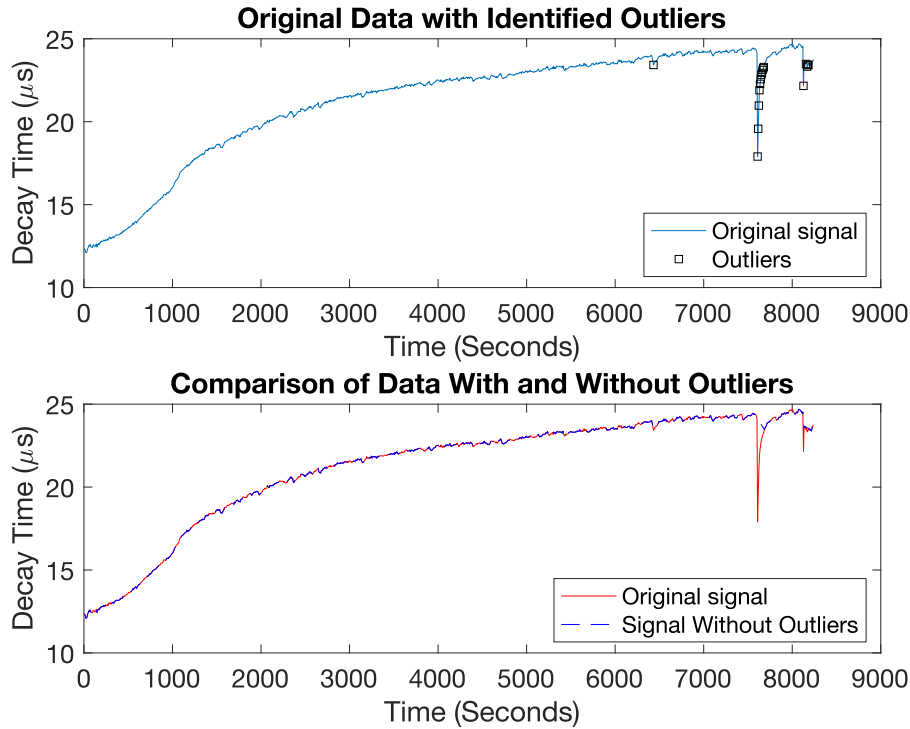 Original Data with Identified Outliers
Decay Time (μs)
25
20
15
10
Original signal
Outliers
0 1000 2000 3000 4000 5000 6000 7000 8000 9000
Time (Seconds)
Comparison of Data With and Without Outliers
Decay Time (μs)
25
20
15
10
Original signal
Signal Without Outliers
0 1000 2000 3000 4000 5000 6000 7000 8000 9000
Time (Seconds)